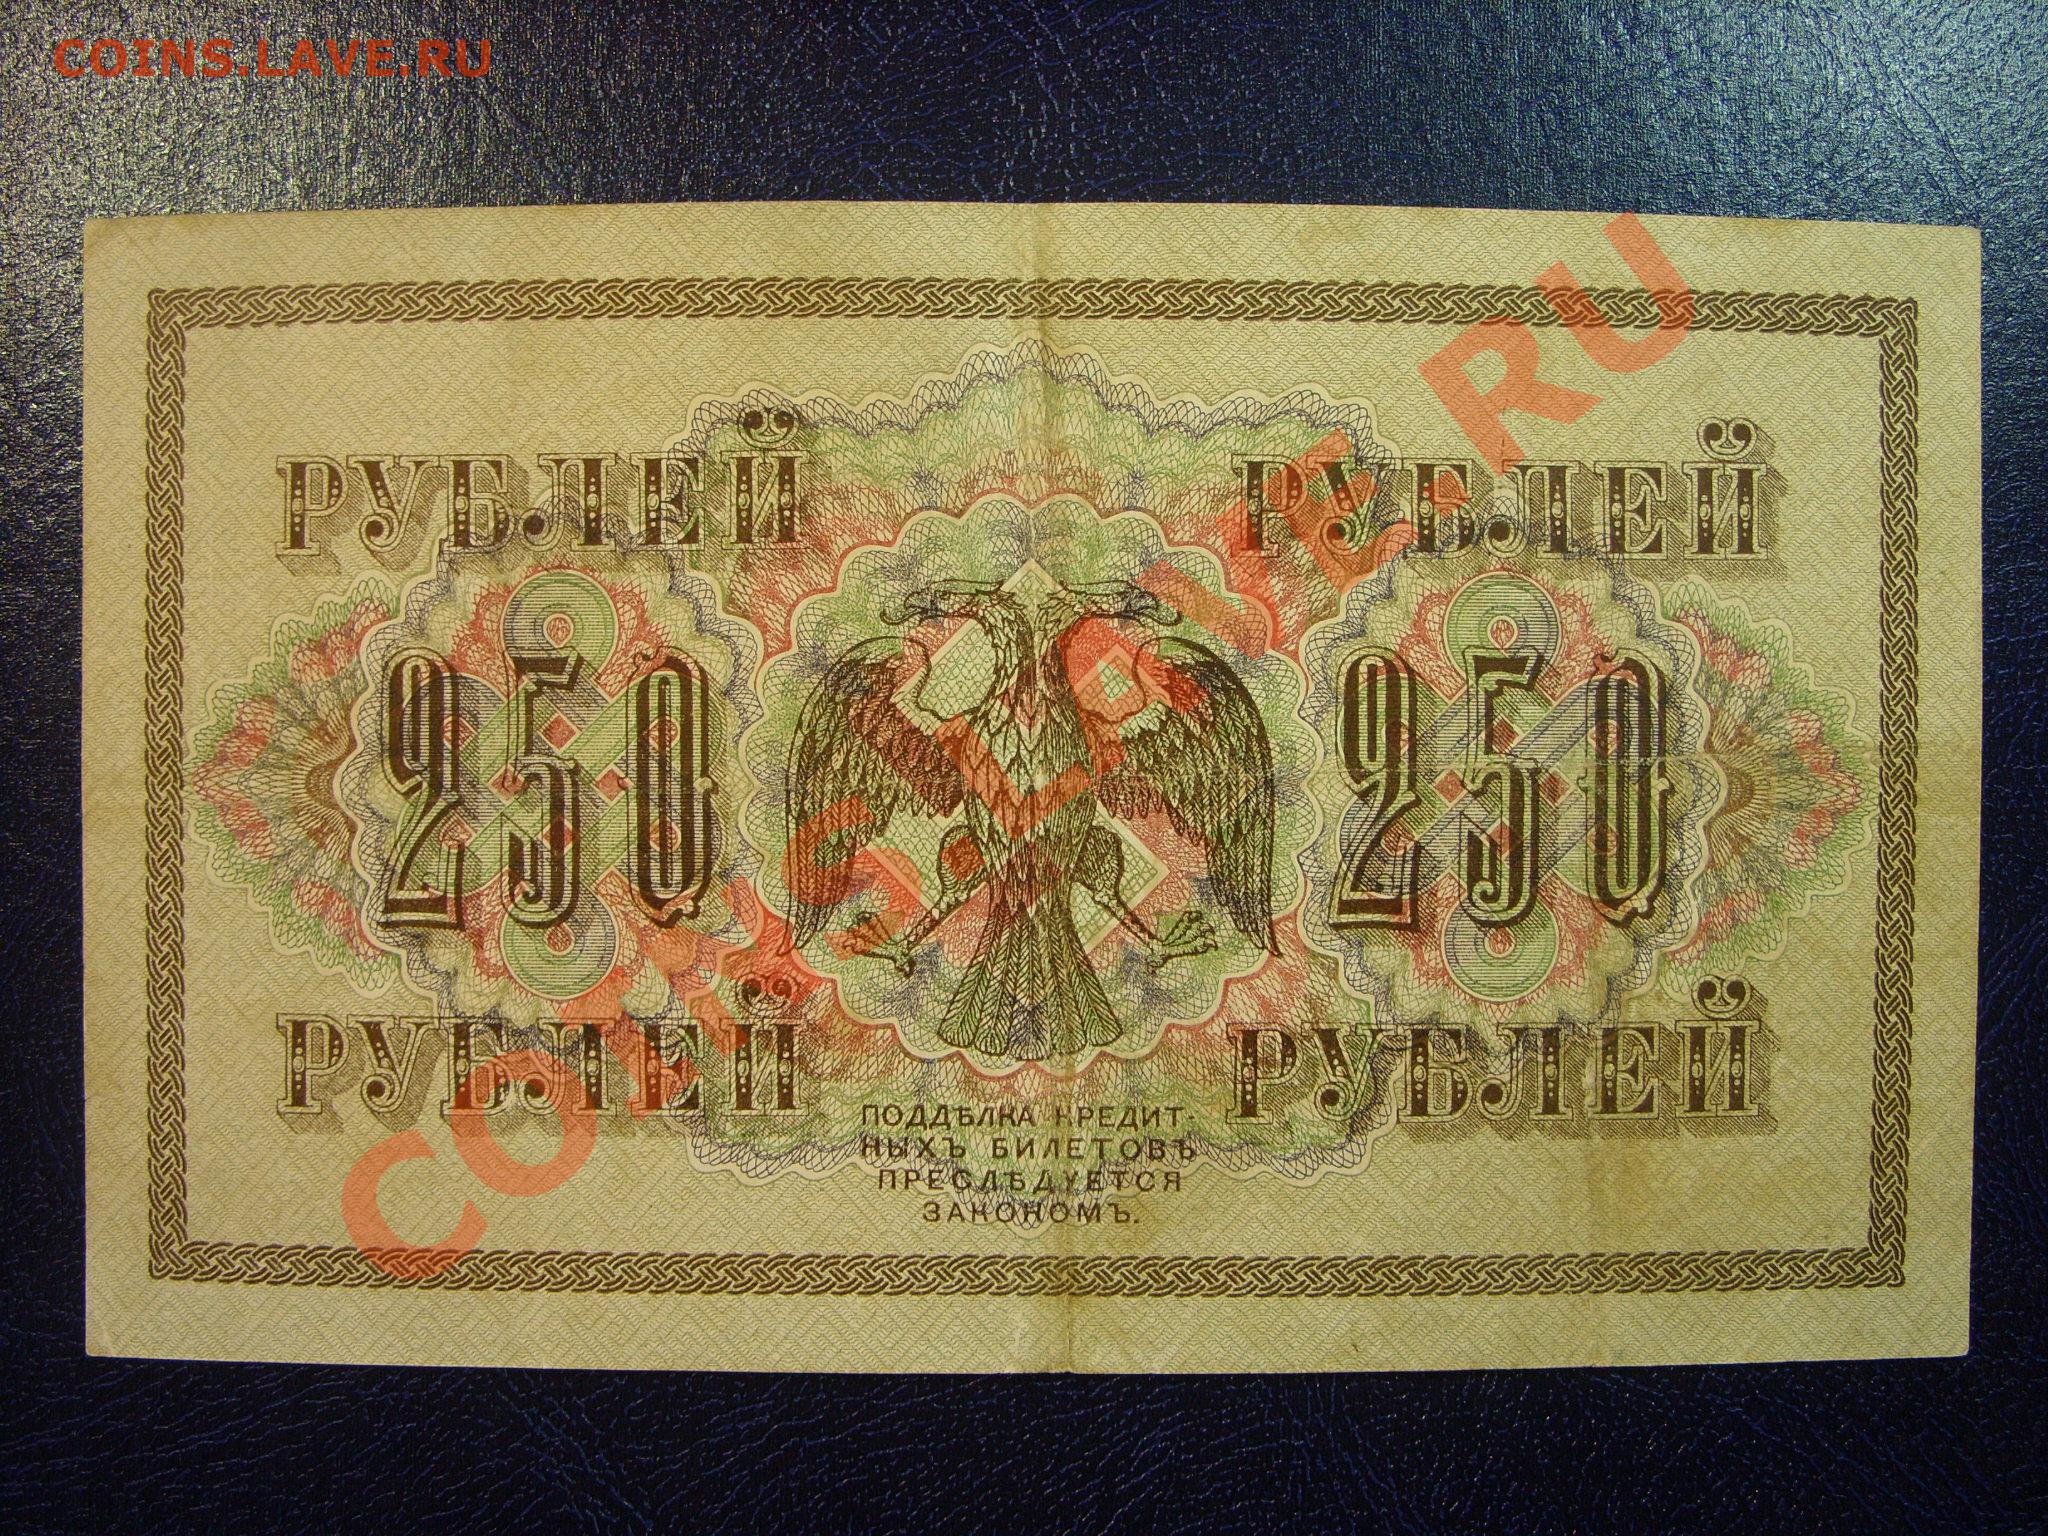 COINS.LAVE.RU
РУБЛЕЙ РУБЛЕЙ
250 250
РУБЛЕЙ РУБЛЕЙ
ПОДДѢЛКА КРЕДИТ-
НЫХЪ БИЛЕТОВЪ
ПРЕСЛѢДУЕТСЯ
ЗАКОНОМЪ.
COINS.LAVE.RU